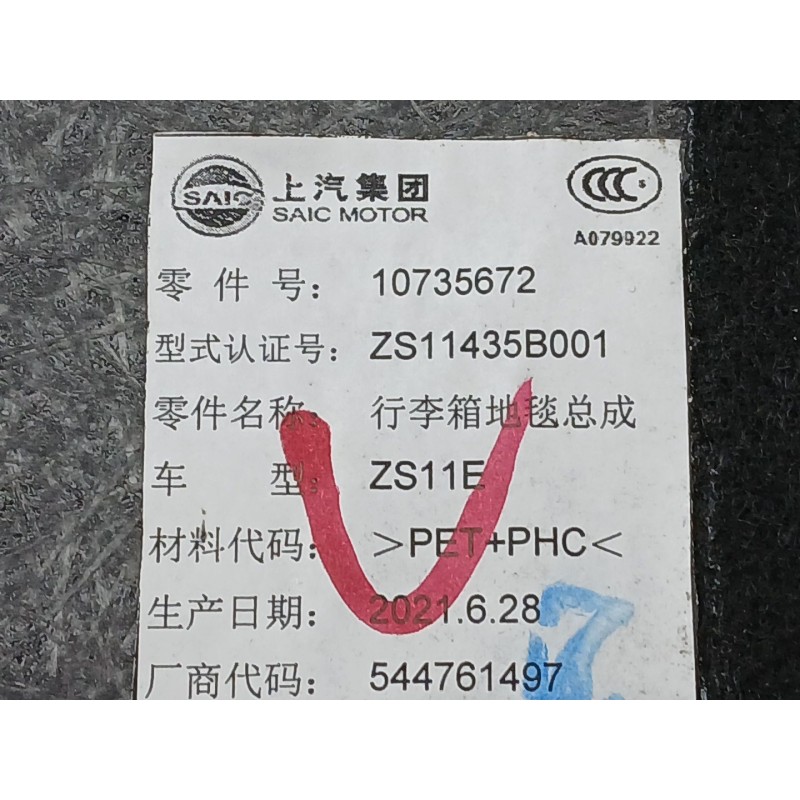 SAIC 上汽集团
SAIC MOTOR
CCC S
A079922
零件号： 10735672
型式认证号： ZS11435B001
零件名称： 行李箱地毯总成
车型： ZS11E
材料代码： >PET+PHC<
生产日期： 2021.6.28
厂商代码： 544761497
7